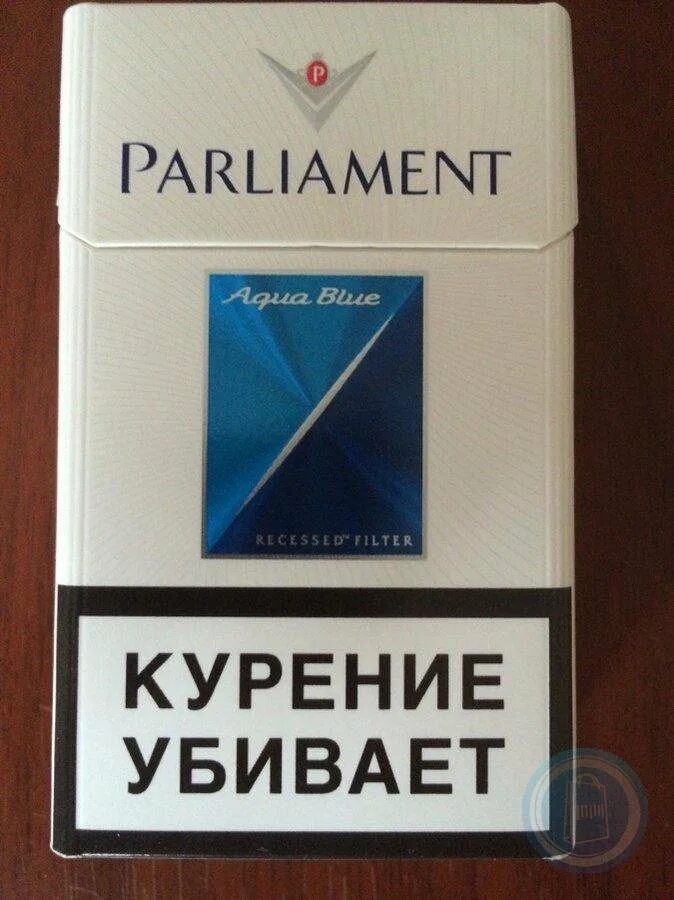 P
PARLIAMENT
Aqua Blue
RECESSED™ FILTER
КУРЕНИЕ
УБИВАЕТ